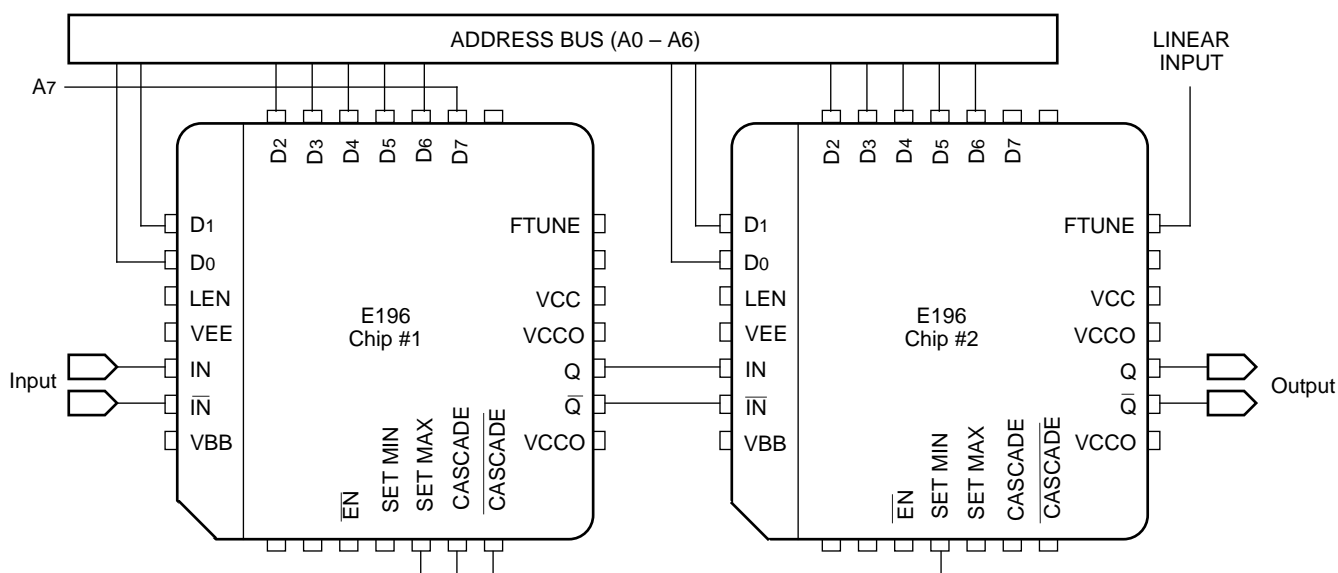 ADDRESS BUS (A0 – A6)
LINEAR
INPUT
A7
D2 D3 D4 D5 D6 D7
D1
D0
LEN
VEE
IN
IN
VBB
FTUNE
VCC
VCCO
Q
Q
VCCO
E196
Chip #1
EN
SET MIN
SET MAX
CASCADE
CASCADE
Input
D2 D3 D4 D5 D6 D7
D1
D0
LEN
VEE
IN
IN
VBB
FTUNE
VCC
VCCO
Q
Q
VCCO
E196
Chip #2
EN
SET MIN
SET MAX
CASCADE
CASCADE
Output